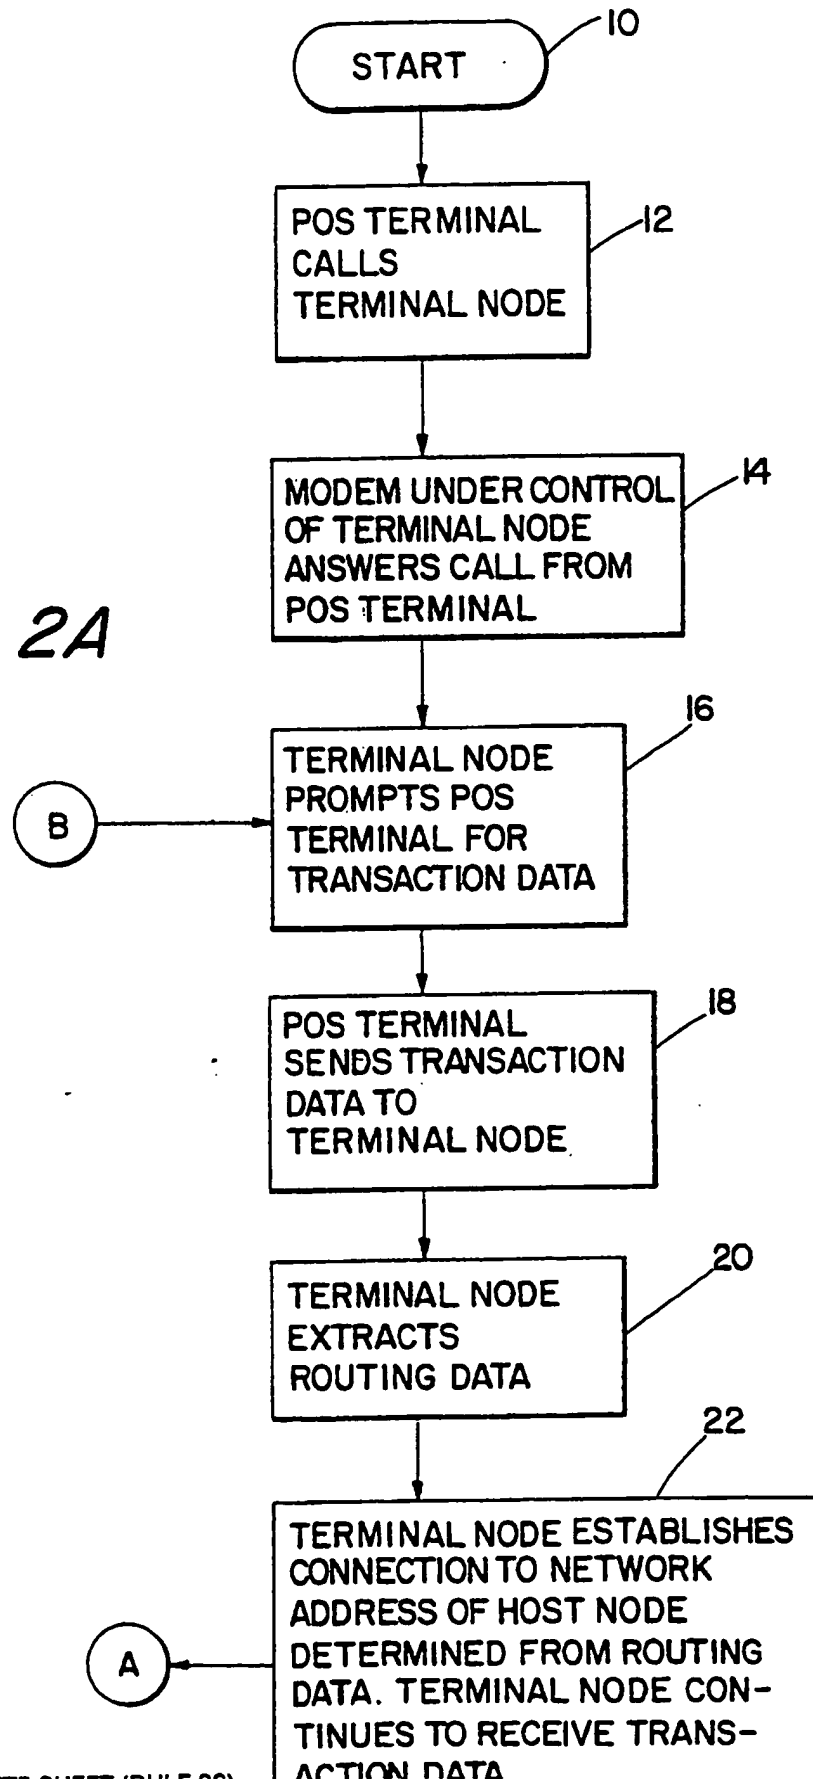 10
START
POS TERMINAL
CALLS
TERMINAL NODE
12
MODEM UNDER CONTROL
OF TERMINAL NODE
ANSWERS CALL FROM
POS TERMINAL
14
2A
TERMINAL NODE
PROMPTS POS
TERMINAL FOR
TRANSACTION DATA
16
B
POS TERMINAL
SENDS TRANSACTION
DATA TO
TERMINAL NODE
18
TERMINAL NODE
EXTRACTS
ROUTING DATA
20
22
TERMINAL NODE ESTABLISHES
CONNECTION TO NETWORK
ADDRESS OF HOST NODE
DETERMINED FROM ROUTING
DATA. TERMINAL NODE CON-
TINUES TO RECEIVE TRANS-
ACTION DATA
A